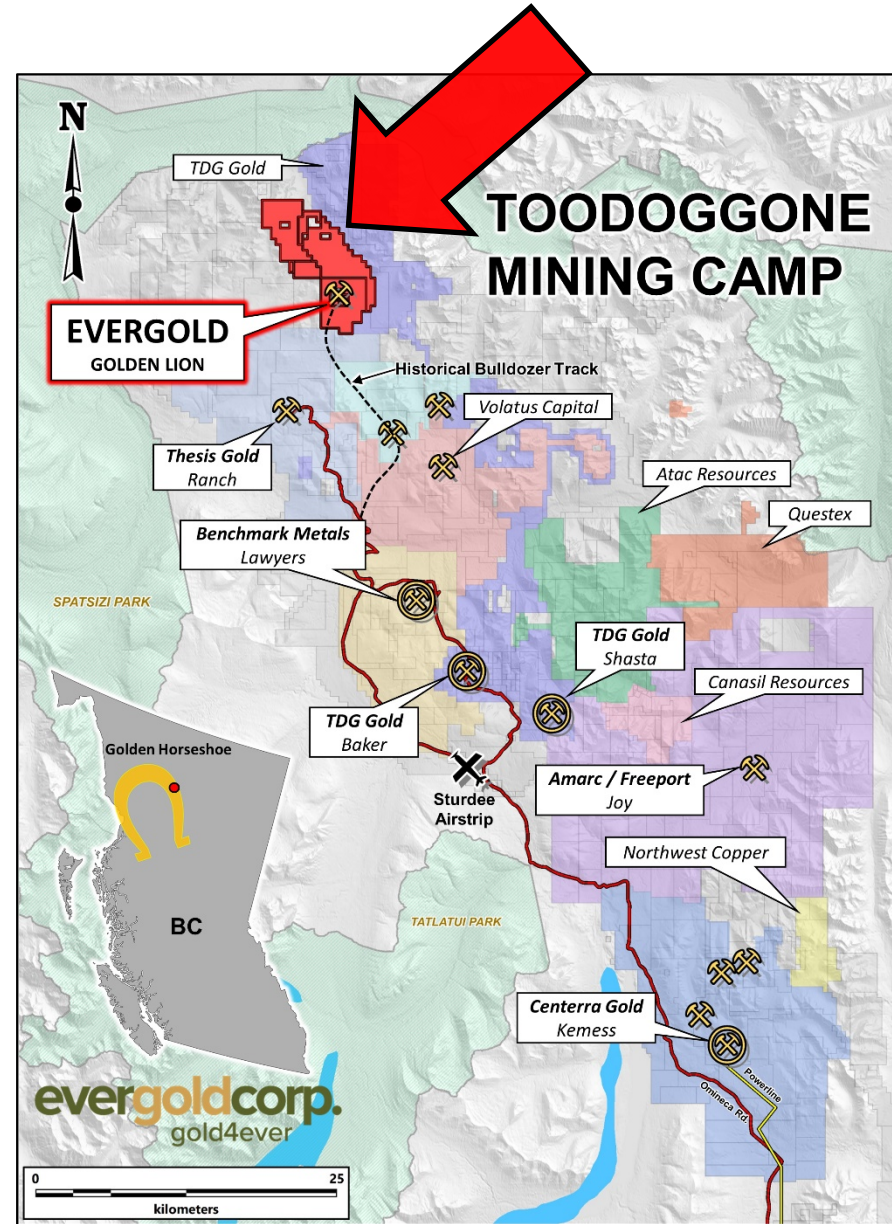 N
TDG Gold
TOODOGGONE
MINING CAMP
EVERGOLD
GOLDEN LION
Historical Bulldozer Track
Volatus Capital
Thesis Gold
Ranch
Atac Resources
Questex
Benchmark Metals
Lawyers
SPATSIZI PARK
TDG Gold
Shasta
Canasil Resources
TDG Gold
Baker
Golden Horseshoe
Sturdee
Airstrip
Amarc / Freeport
Joy
Northwest Copper
BC
TATLATUI PARK
Centerra Gold
Kemess
Powerline
Omineca Rd
evergoldcorp.
gold4ever
0 25
kilometers